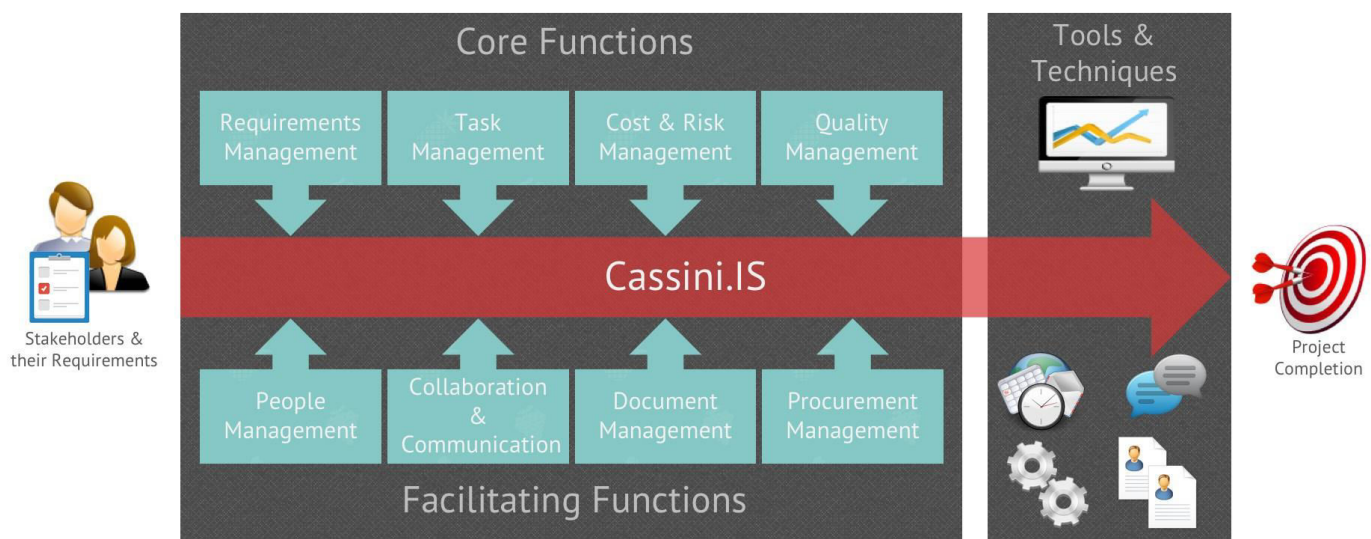 Core Functions
Tools &
Techniques
Requirements
Management
Task
Management
Cost & Risk
Management
Quality
Management
Stakeholders &
their Requirements
Cassini.IS
Project
Completion
People
Management
Collaboration
&
Communication
Document
Management
Procurement
Management
Facilitating Functions